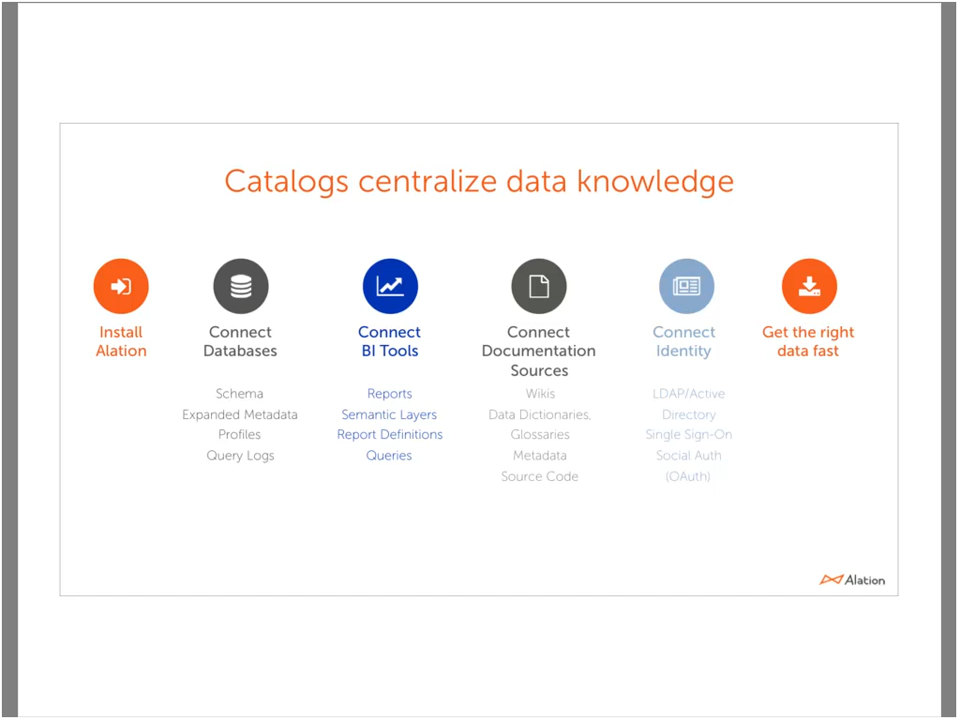 Catalogs centralize data knowledge
Install
Alation
Connect
Databases
Schema
Expanded Metadata
Profiles
Query Logs
Connect
BI Tools
Reports
Semantic Layers
Report Definitions
Queries
Connect
Documentation
Sources
Wikis
Data Dictionaries,
Glossaries
Metadata
Source Code
Connect
Identity
LDAP/Active
Directory
Single Sign-On
Social Auth
(OAuth)
Get the right
data fast
Alation